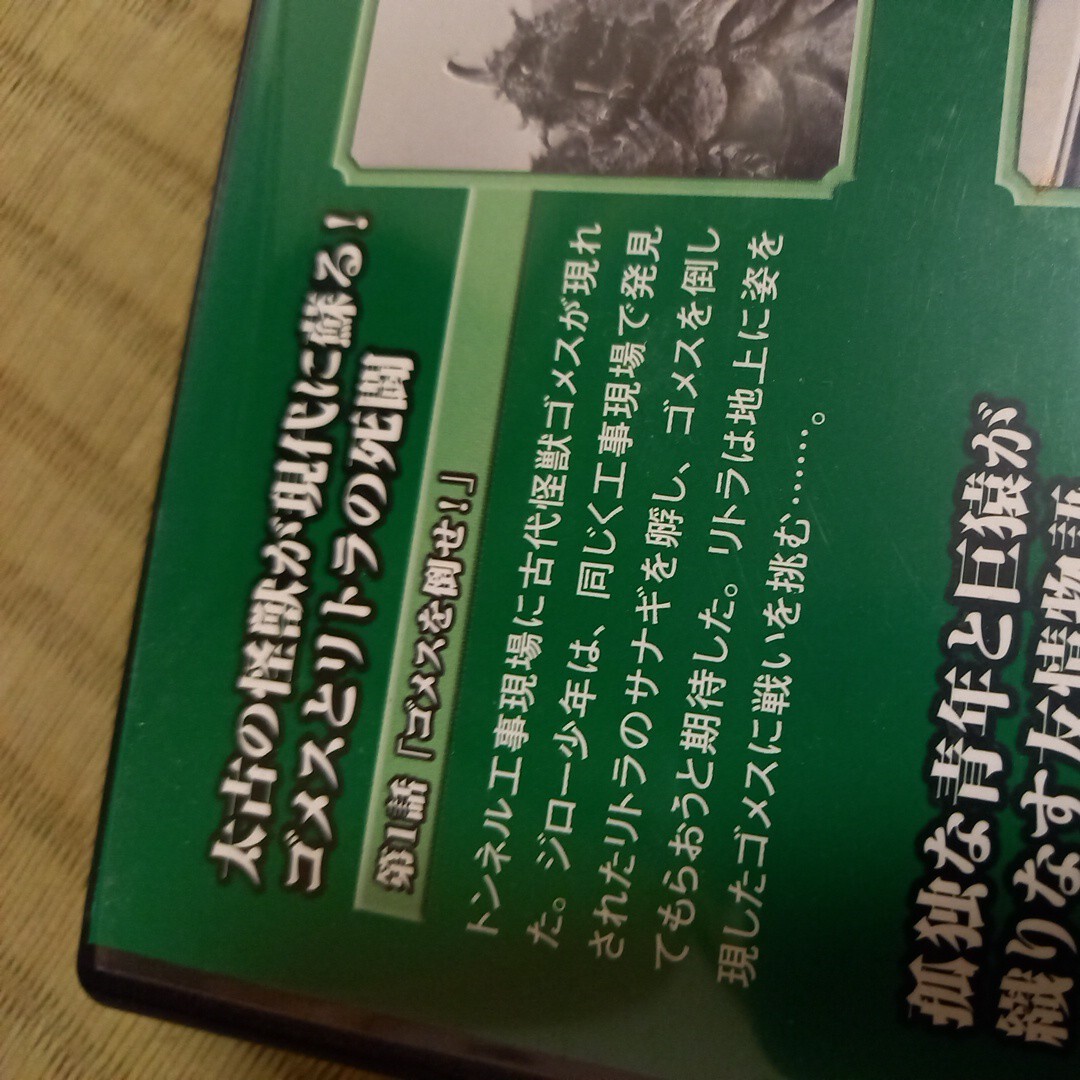 太古の怪獣が現代に蘇る！
ゴメスとリトラの死闘
第1話「ゴメスを倒せ！」
トンネル工事現場に古代怪獣ゴメスが現れ
た。ジロー少年は、同じく工事現場で発見
されたリトラのサナギを孵し、ゴメスを倒し
てもらおうと期待した。リトラは地上に姿を
現したゴメスに戦いを挑む……。
孤独な青年と巨猿が
織りなす友情物語